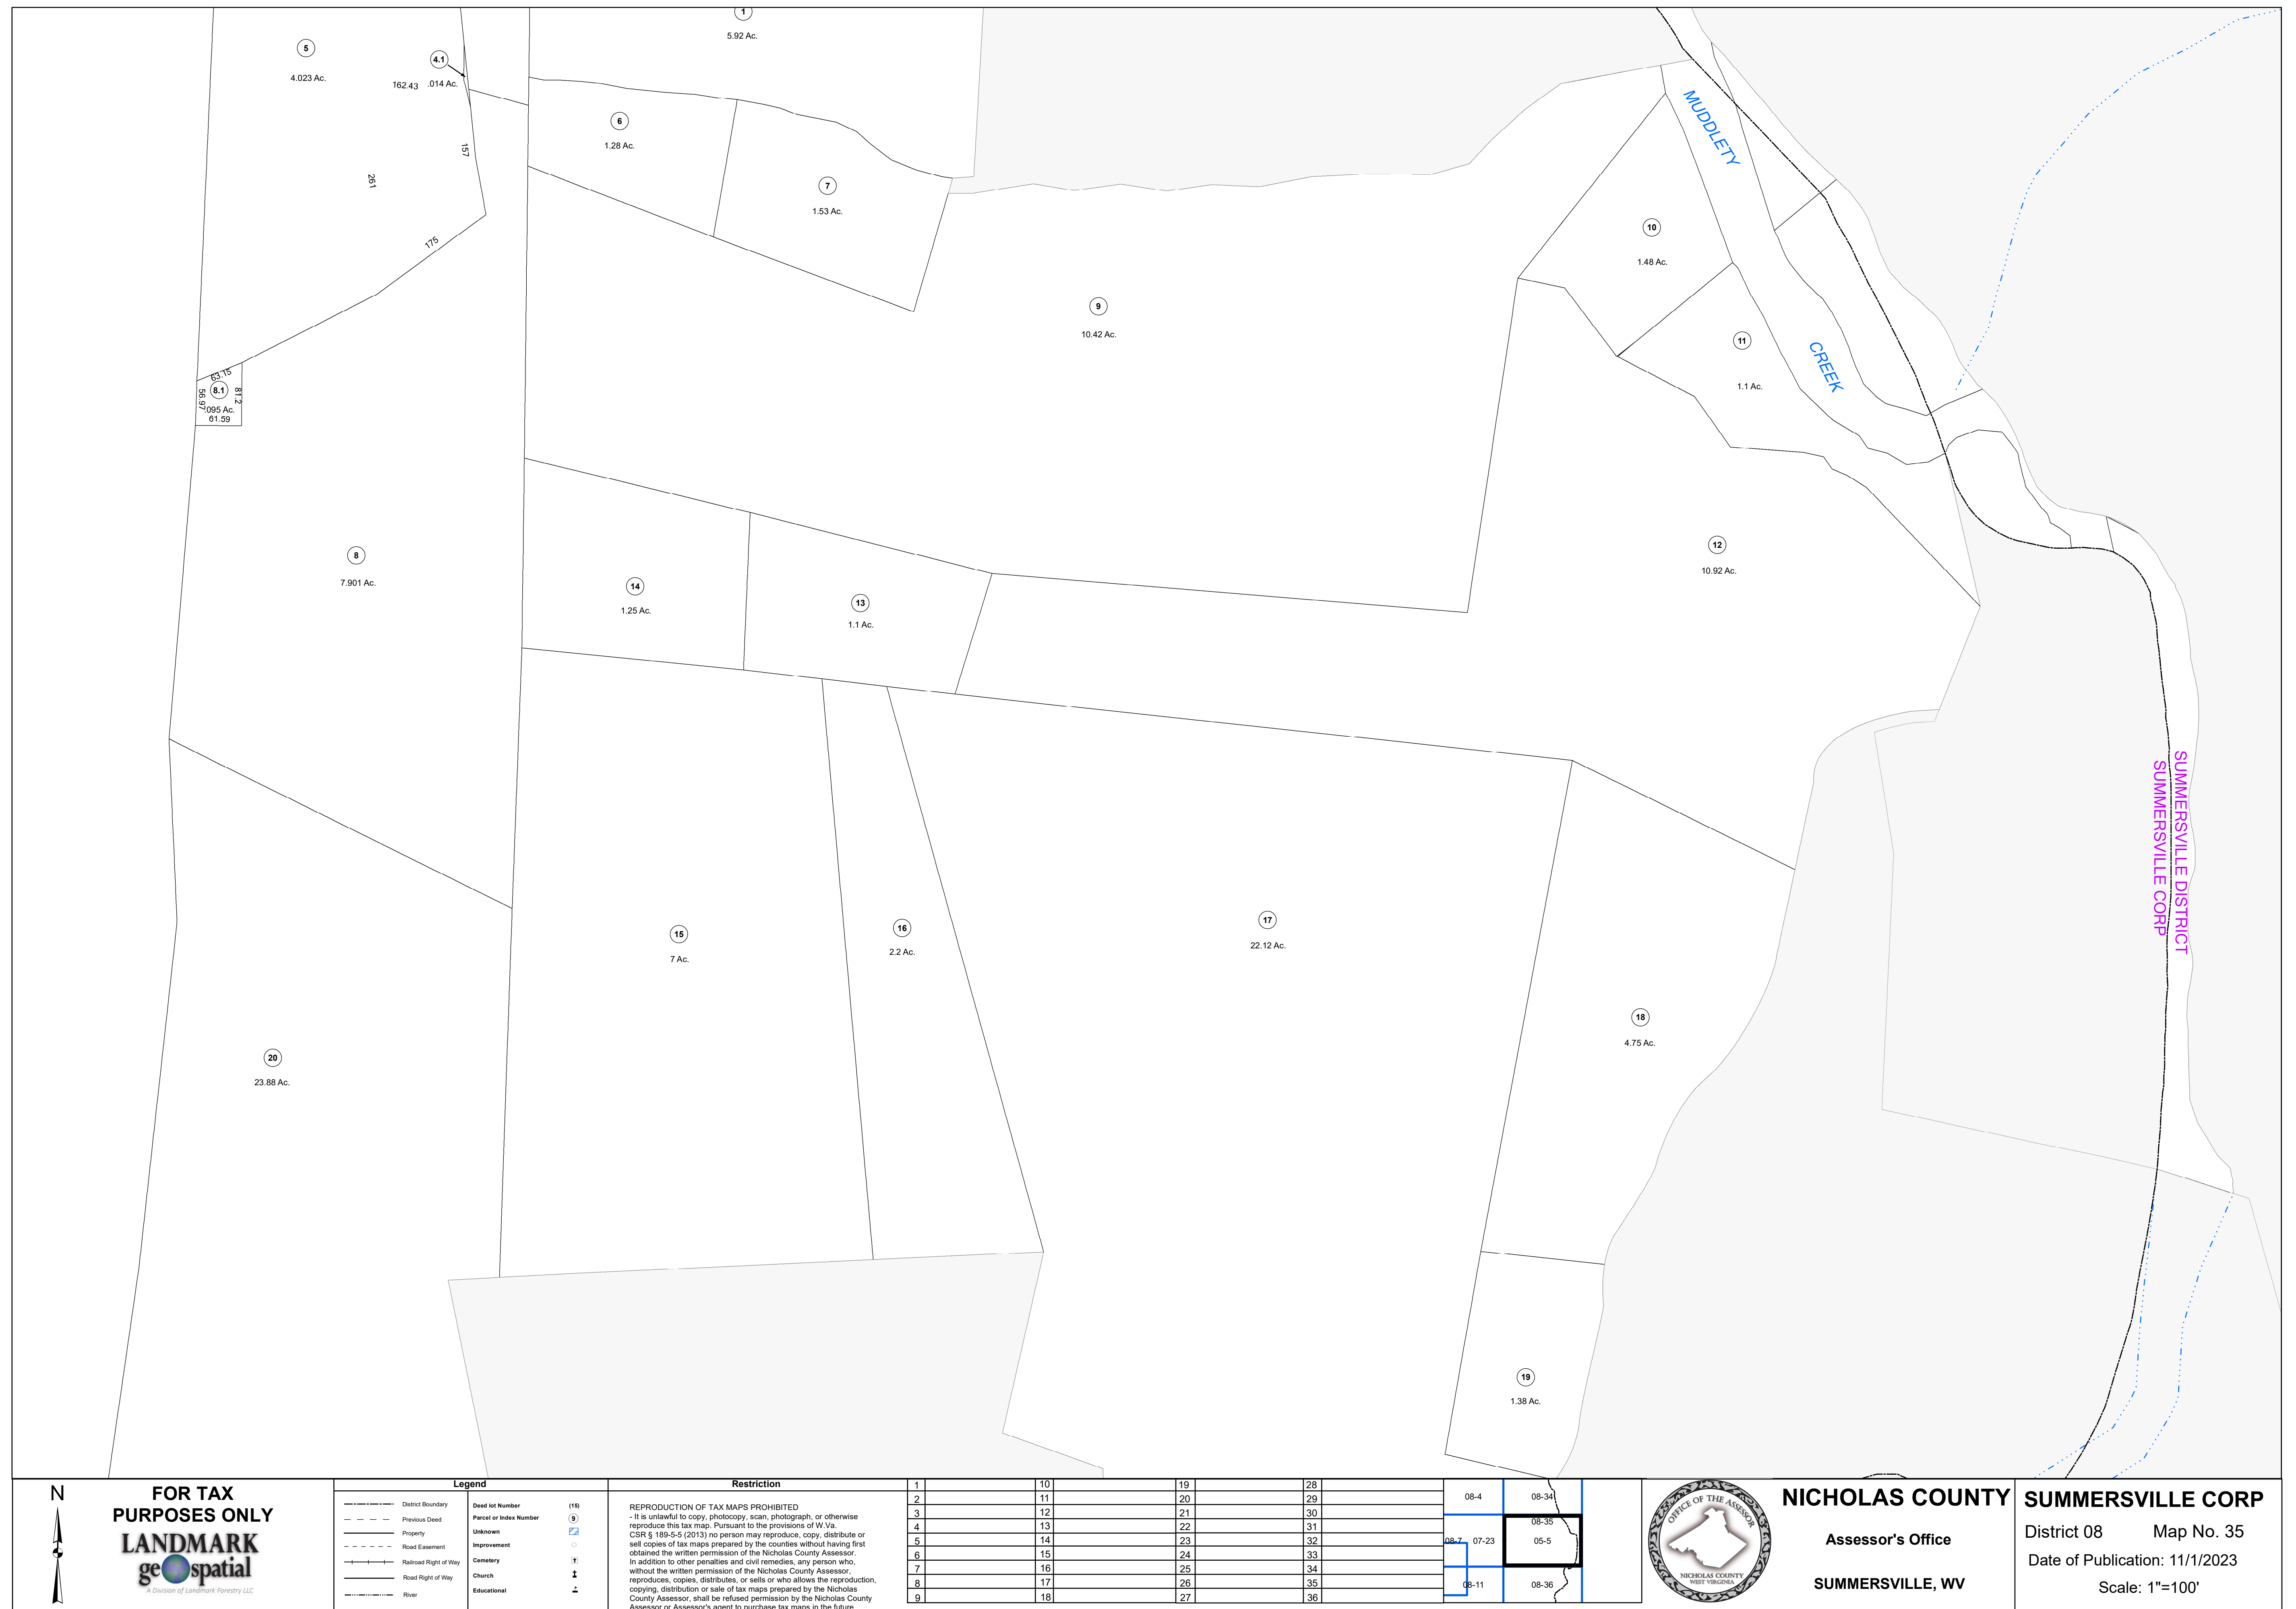 1
5.92 Ac.
5
4.023 Ac.
4.1
162.43
.014 Ac.
157
261
175
6
1.28 Ac.
7
1.53 Ac.
MUDDLETY
CREEK
10
1.48 Ac.
9
10.42 Ac.
11
1.1 Ac.
63.15
8.1
56.97
81.2
.095 Ac.
61.59
8
7.901 Ac.
14
1.25 Ac.
13
1.1 Ac.
12
10.92 Ac.
SUMMERSVILLE DISTRICT
SUMMERSVILLE CORP
15
7 Ac.
16
2.2 Ac.
17
22.12 Ac.
18
4.75 Ac.
20
23.88 Ac.
19
1.38 Ac.
N
FOR TAX
PURPOSES ONLY
LANDMARK
geospatial
A Division of Landmark Forestry LLC
Legend
District Boundary
Previous Deed
Property
Road Easement
Railroad Right of Way
Road Right of Way
River
Deed lot Number (15)
Parcel or Index Number 9
Unknown
Improvement
Cemetery
Church
Educational
Restriction
REPRODUCTION OF TAX MAPS PROHIBITED
- It is unlawful to copy, photocopy, scan, photograph, or otherwise
reproduce this tax map. Pursuant to the provisions of W.Va.
CSR § 189-5-5 (2013) no person may reproduce, copy, distribute or
sell copies of tax maps prepared by the counties without having first
obtained the written permission of the Nicholas County Assessor.
In addition to other penalties and civil remedies, any person who,
without the written permission of the Nicholas County Assessor,
reproduces, copies, distributes, or sells or who allows the reproduction,
copying, distribution or sale of tax maps prepared by the Nicholas
County Assessor, shall be refused permission by the Nicholas County
Assessor or Assessor's agent to purchase tax maps in the future.
1 10 19 28
2 11 20 29
3 12 21 30
4 13 22 31
5 14 23 32
6 15 24 33
7 16 25 34
8 17 26 35
9 18 27 36
08-4
08-34
08-35
08-7
07-23
05-5
08-11
08-36
OFFICE OF THE ASSESSOR
NICHOLAS COUNTY
WEST VIRGINIA
NICHOLAS COUNTY
Assessor's Office
SUMMERSVILLE, WV
SUMMERSVILLE CORP
District 08 Map No. 35
Date of Publication: 11/1/2023
Scale: 1"=100'